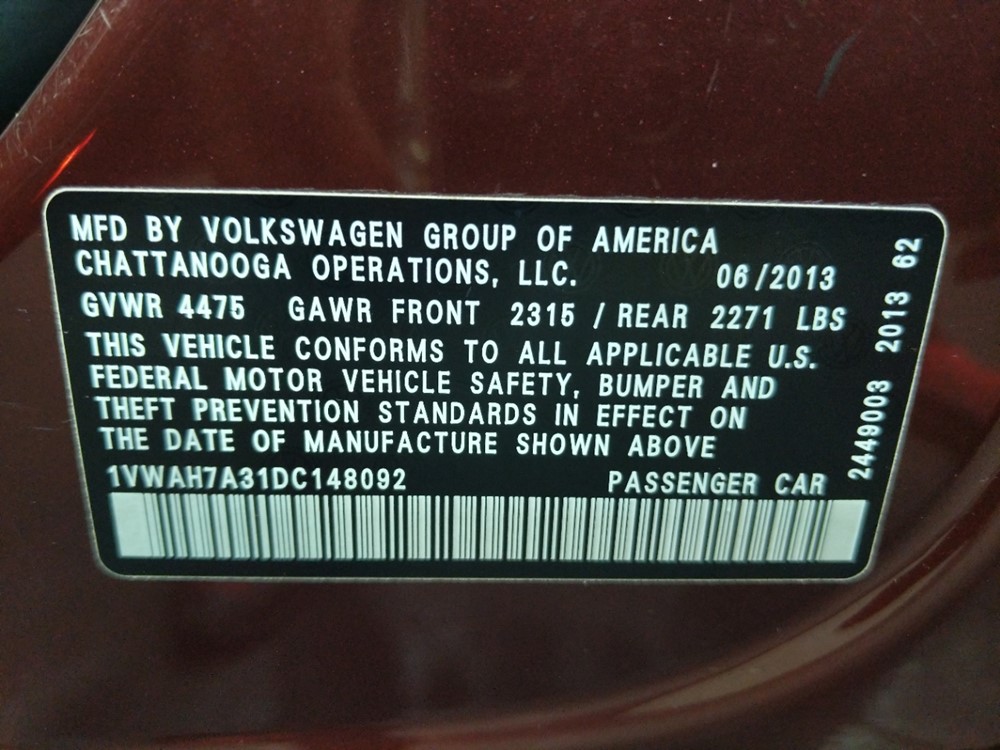 MFD BY VOLKSWAGEN GROUP OF AMERICA
CHATTANOOGA OPERATIONS, LLC. 06/2013
GVWR 4475 GAWR FRONT 2315 / REAR 2271 LBS
THIS VEHICLE CONFORMS TO ALL APPLICABLE U.S.
FEDERAL MOTOR VEHICLE SAFETY, BUMPER AND
THEFT PREVENTION STANDARDS IN EFFECT ON
THE DATE OF MANUFACTURE SHOWN ABOVE
1VWAH7A31DC148092 PASSENGER CAR
2449003 2013 62